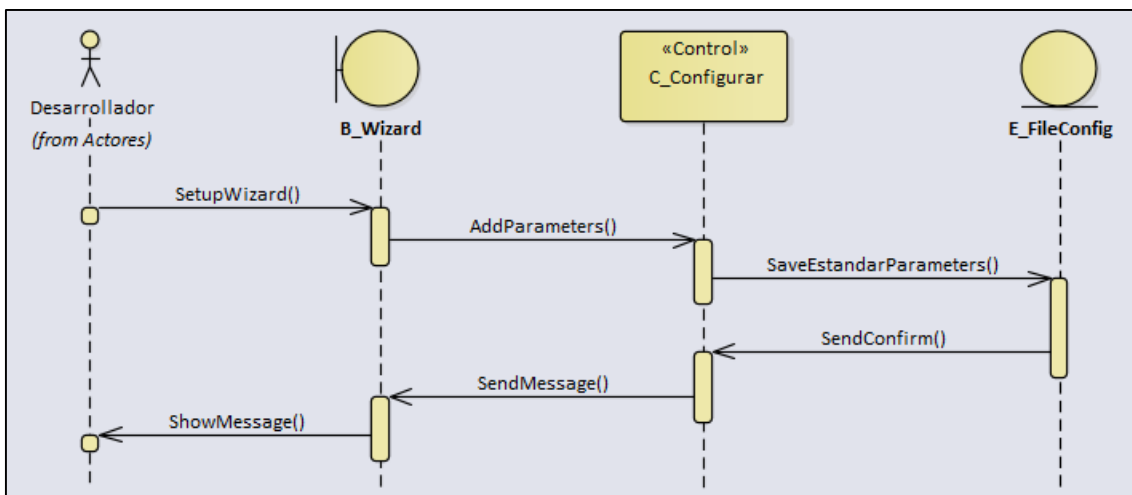 «Control»
C_Configurar
Desarrollador
(from Actores)
B_Wizard
E_FileConfig
SetupWizard()
AddParameters()
SaveEstandarParameters()
SendConfirm()
SendMessage()
ShowMessage()